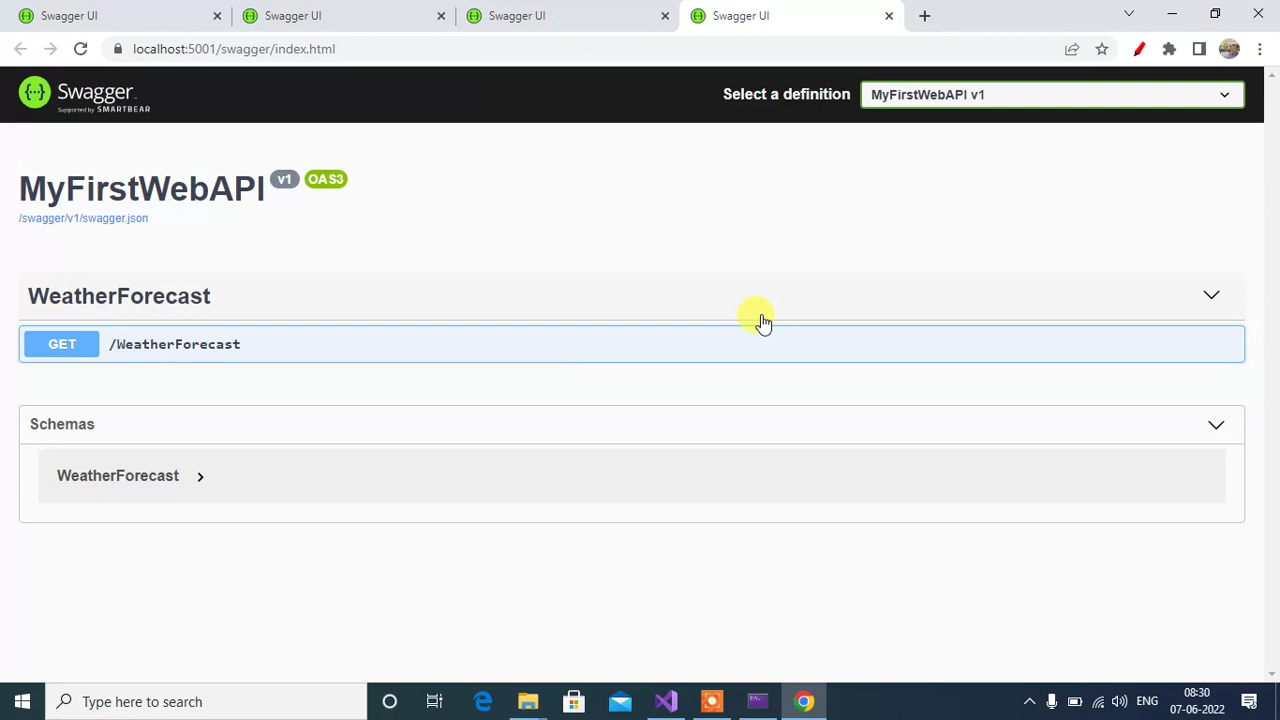 Swagger UI
Swagger UI
Swagger UI
Swagger UI
localhost:5001/swagger/index.html
Swagger.
Supported by SMARTBEAR
Select a definition
MyFirstWebAPI v1
MyFirstWebAPI v1 OAS3
/swagger/v1/swagger.json
WeatherForecast
GET /WeatherForecast
Schemas
WeatherForecast
Type here to search
ENG
08:30
07-06-2022